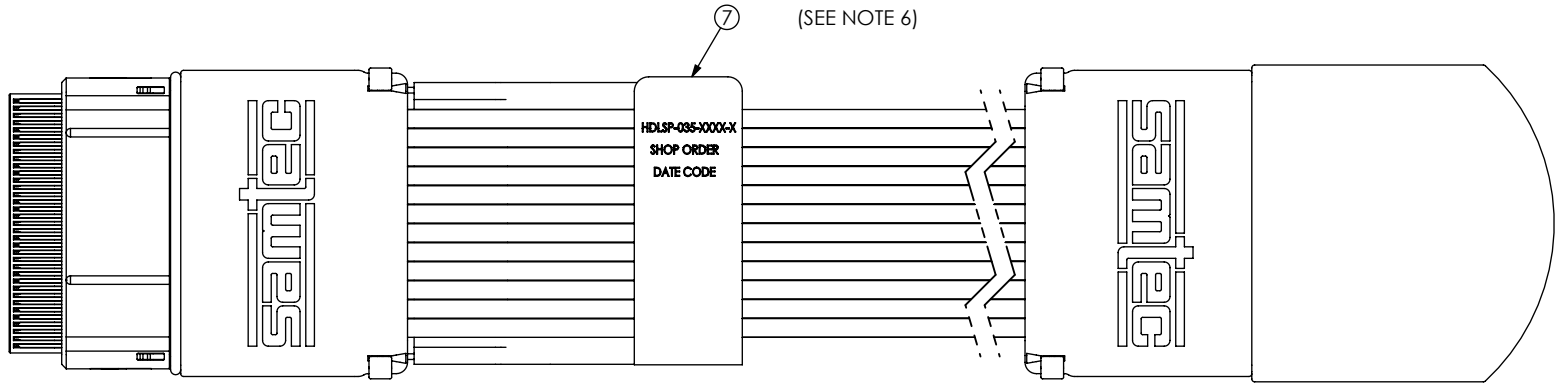 7 (SEE NOTE 6)
samtec
HDLSP-035-XXXX-X
SHOP ORDER
DATE CODE
samtec